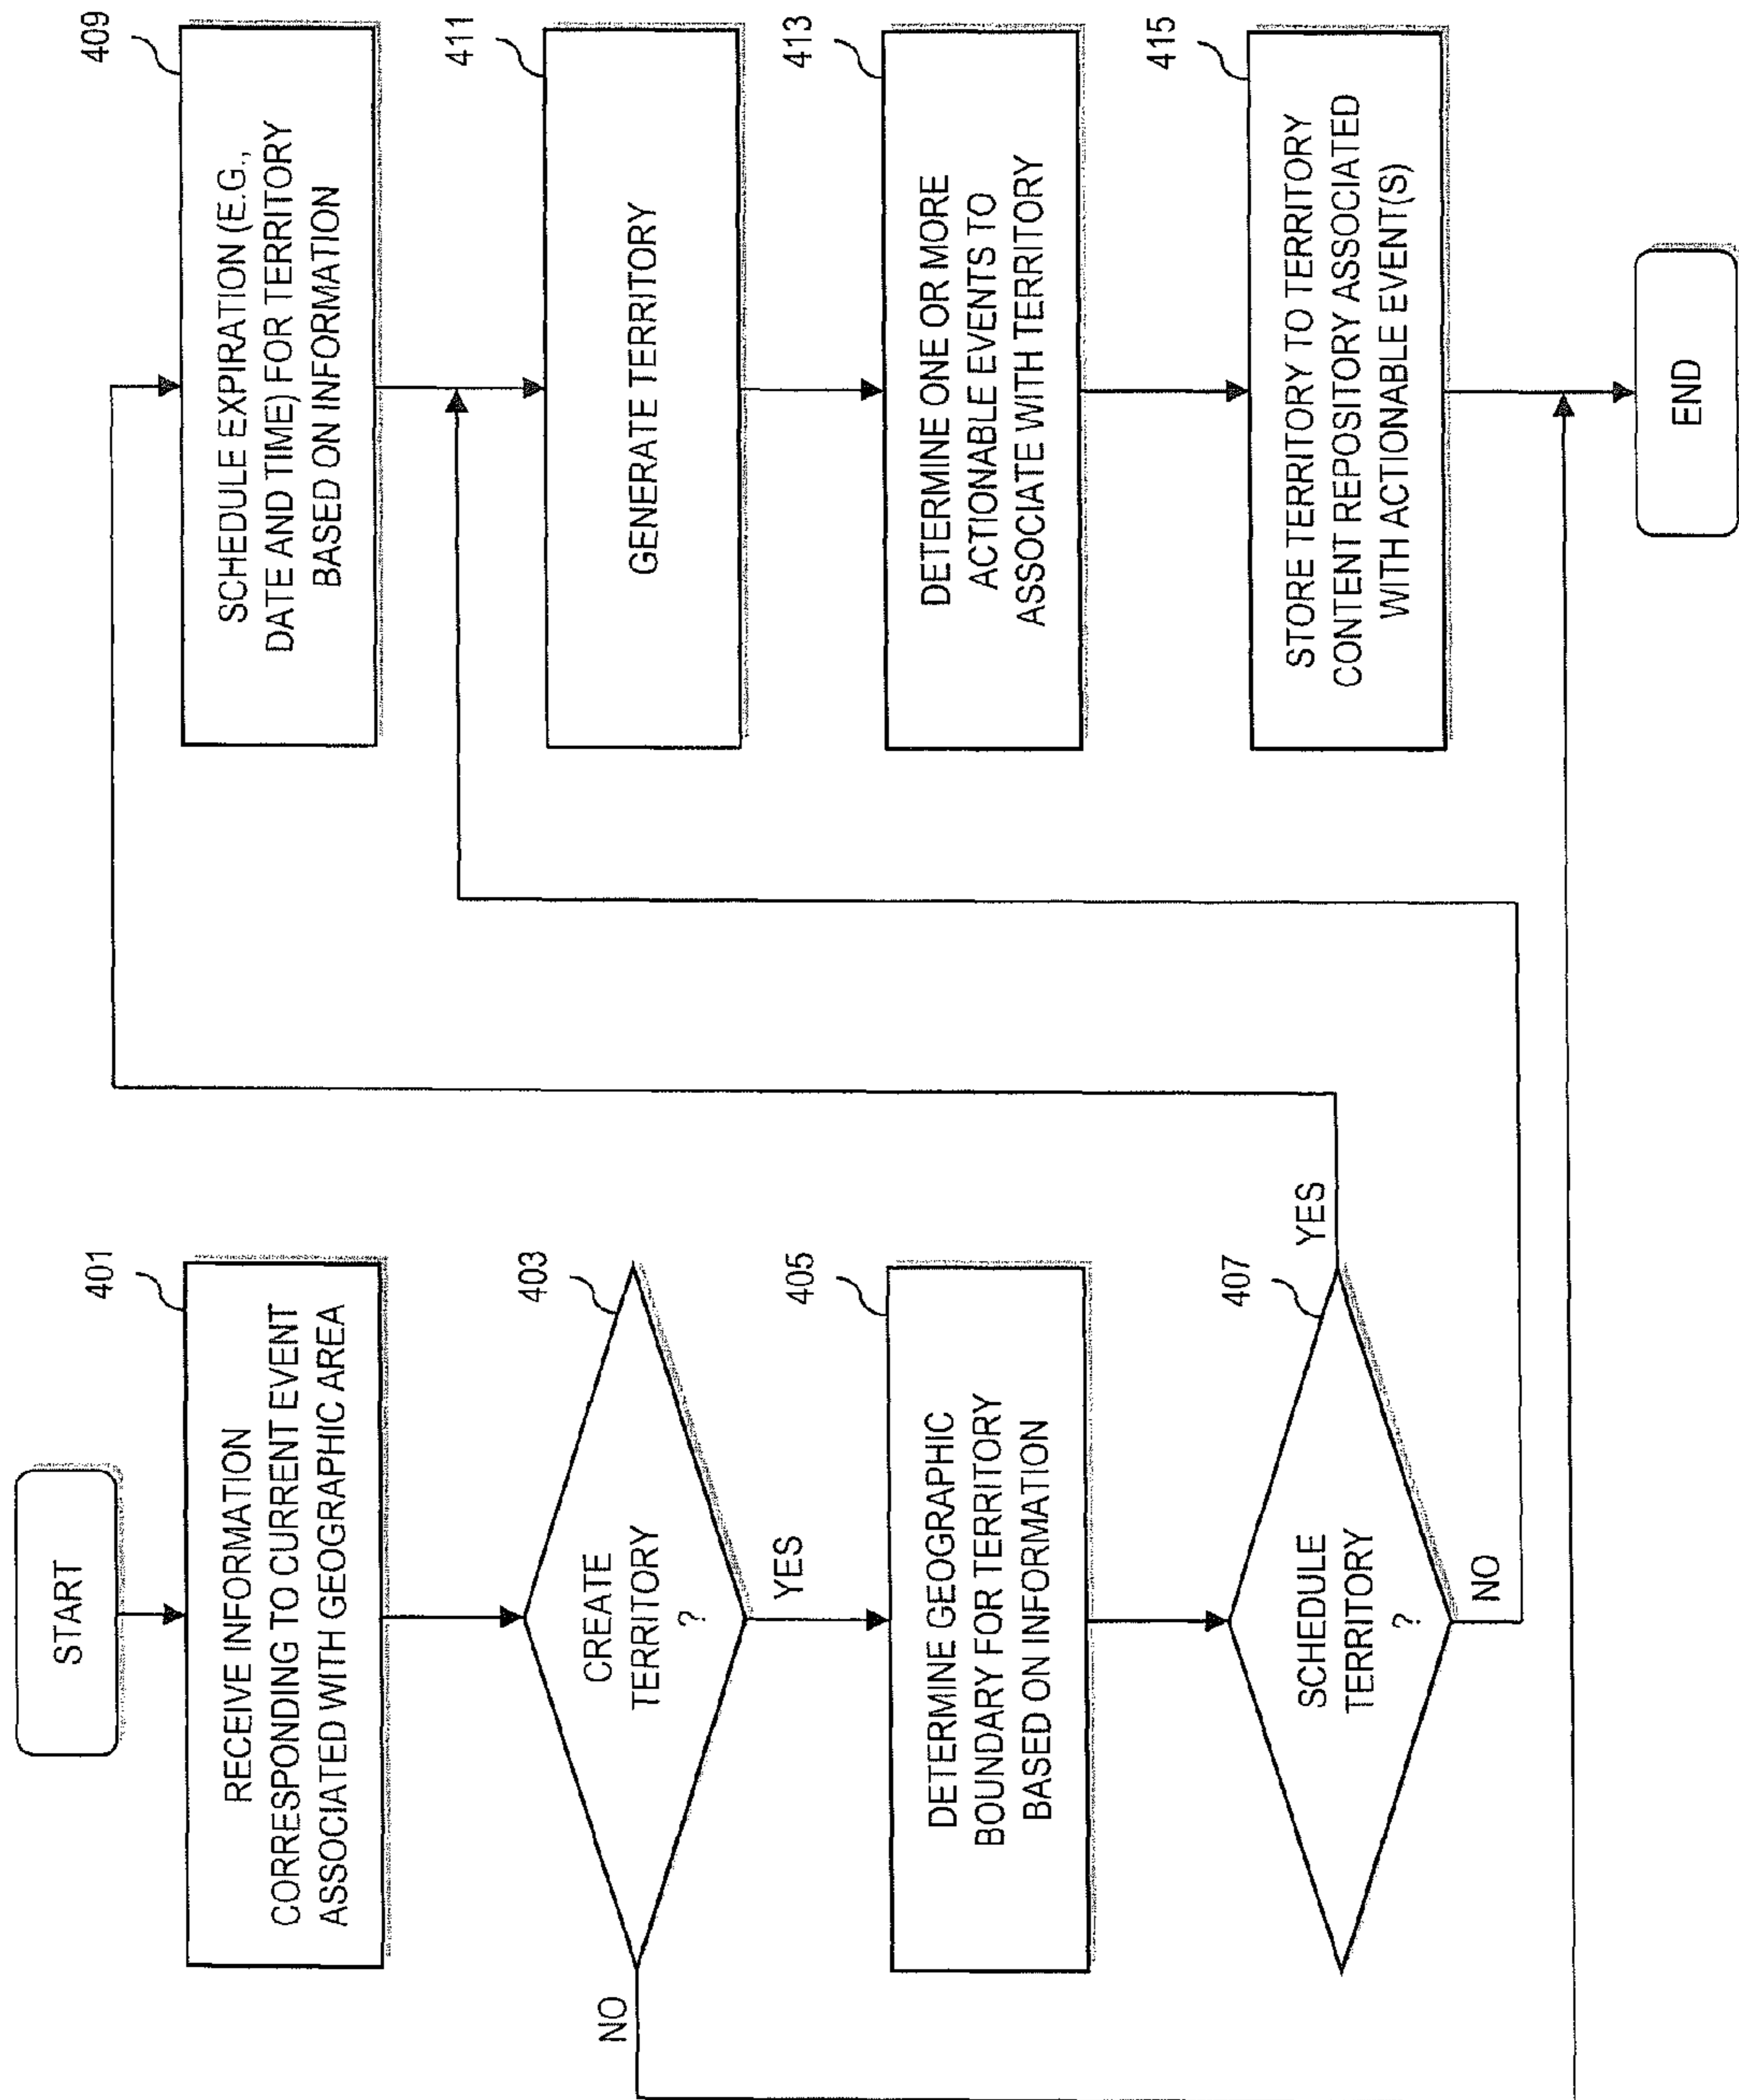 START
401
RECEIVE INFORMATION
CORRESPONDING TO CURRENT EVENT
ASSOCIATED WITH GEOGRAPHIC AREA
403
CREATE
TERRITORY
?
NO
YES
405
DETERMINE GEOGRAPHIC
BOUNDARY FOR TERRITORY
BASED ON INFORMATION
407
SCHEDULE
TERRITORY
?
YES
NO
409
SCHEDULE EXPIRATION (E.G.,
DATE AND TIME) FOR TERRITORY
BASED ON INFORMATION
411
GENERATE TERRITORY
413
DETERMINE ONE OR MORE
ACTIONABLE EVENTS TO
ASSOCIATE WITH TERRITORY
415
STORE TERRITORY TO TERRITORY
CONTENT REPOSITORY ASSOCIATED
WITH ACTIONABLE EVENT(S)
END